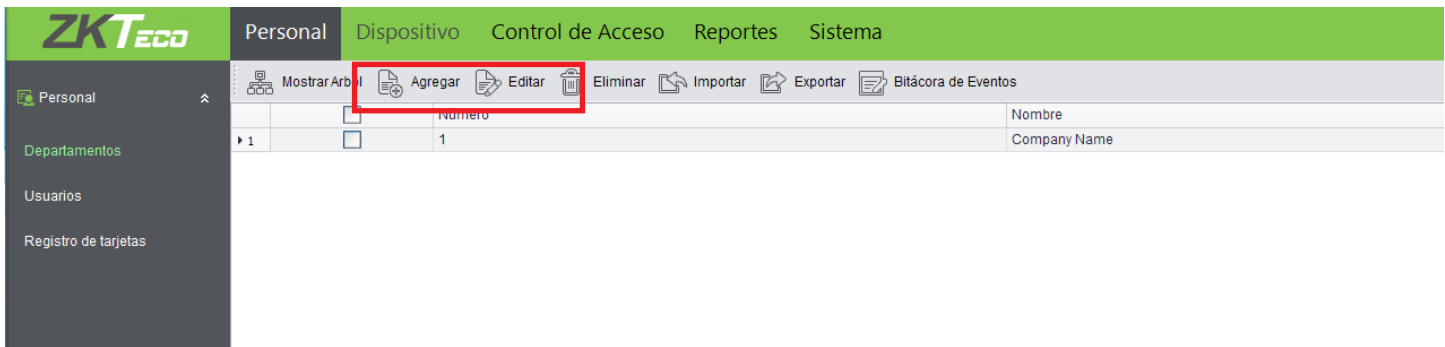 ZKTeco
Personal Dispositivo Control de Acceso Reportes Sistema
Mostrar Arbol Agregar Editar Eliminar Importar Exportar Bitácora de Eventos
Personal
Número Nombre
1 1 Company Name
Departamentos
Usuarios
Registro de tarjetas